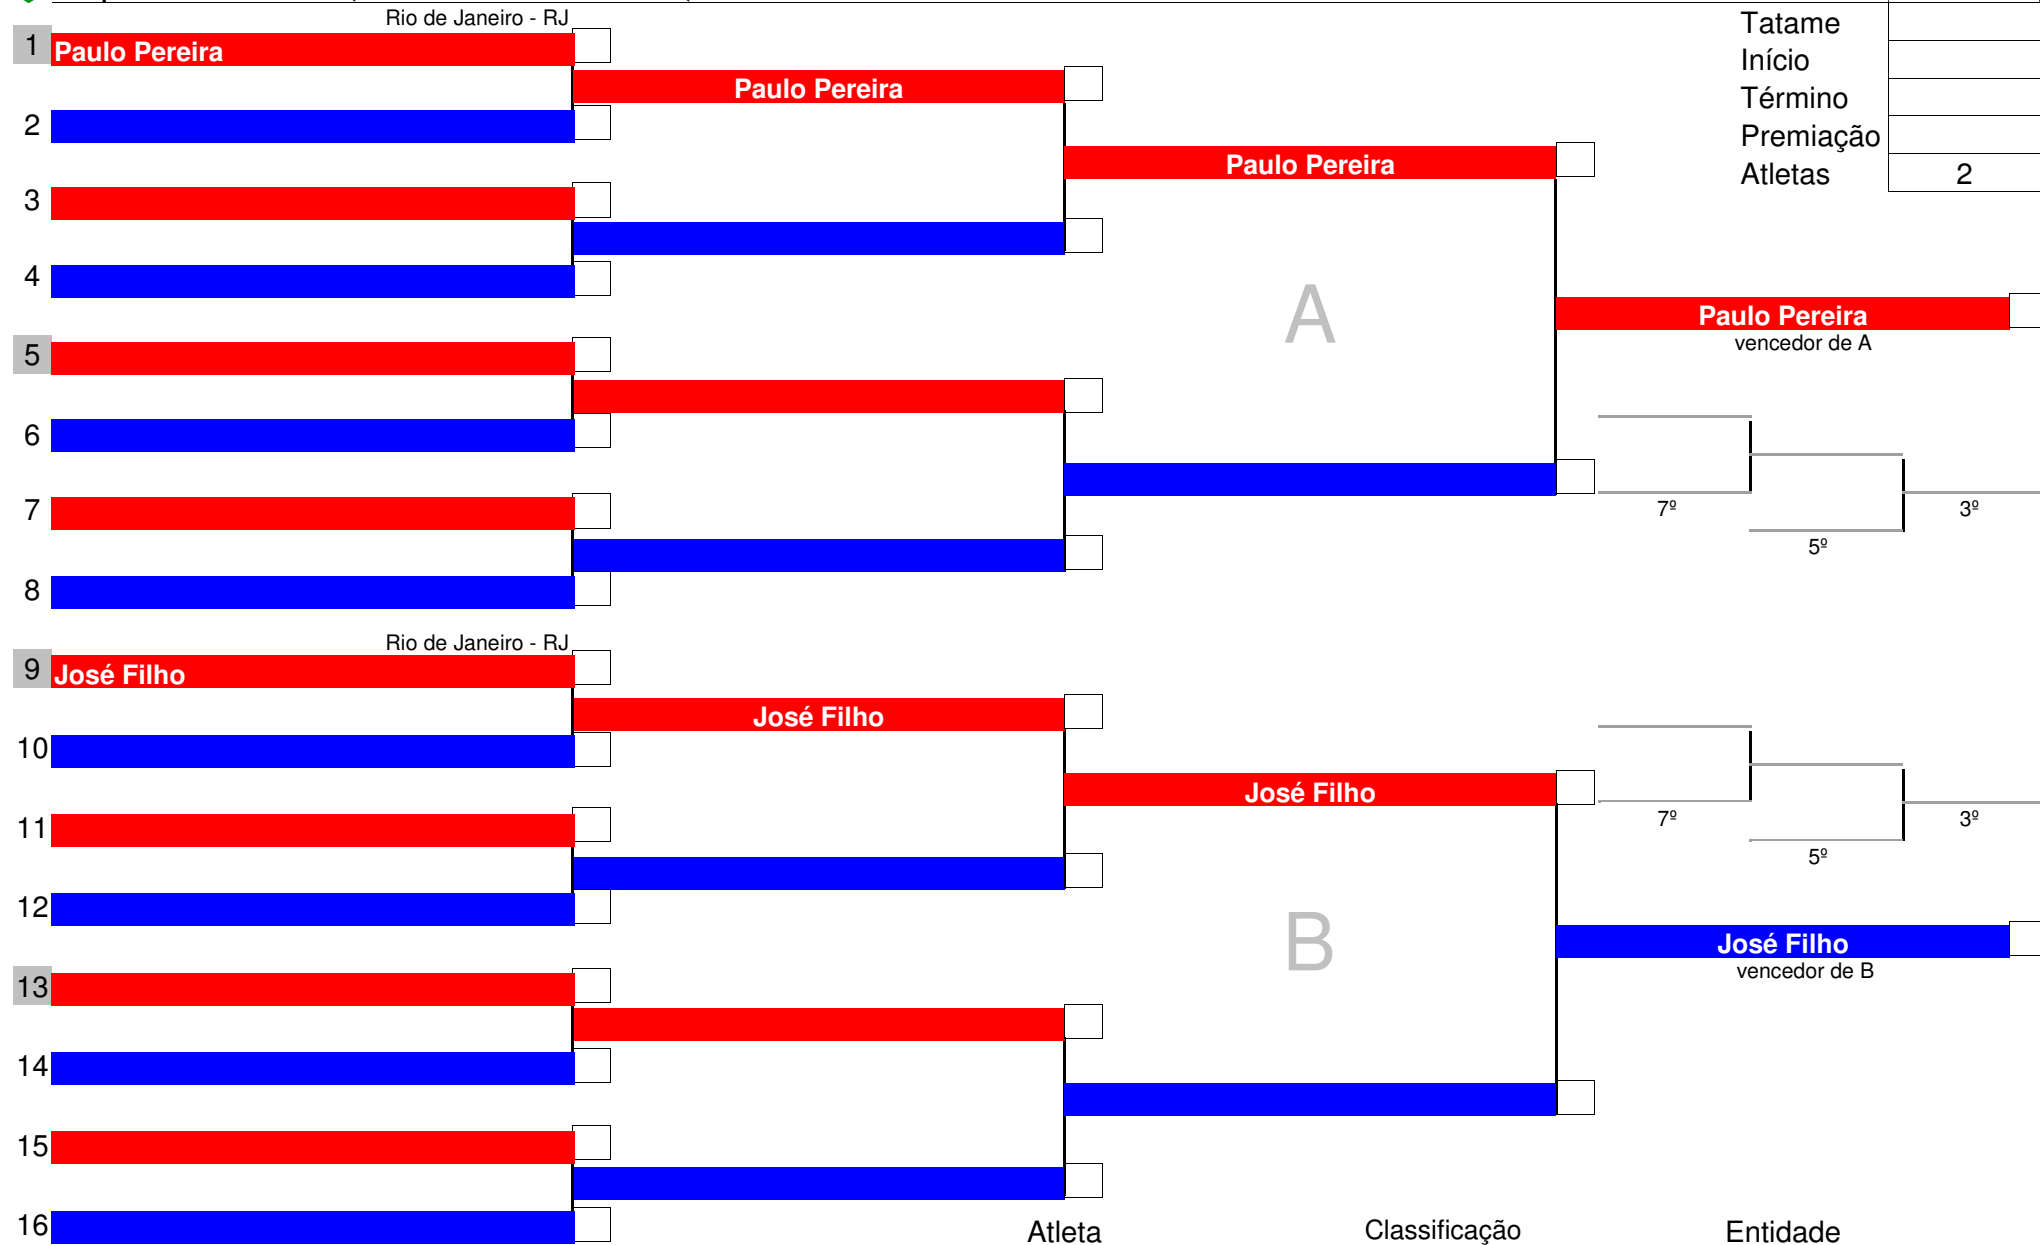 Rio de Janeiro - RJ
Tatame
1 Paulo Pereira
Início
Paulo Pereira
Término
2
Premiação
Paulo Pereira
Atletas 2
3
4
A
Paulo Pereira
vencedor de A
5
6
7
7º
3º
5º
8
Rio de Janeiro - RJ
9 José Filho
José Filho
10
José Filho
11
7º
3º
5º
12
B
José Filho
vencedor de B
13
14
15
16
Atleta Classificação Entidade